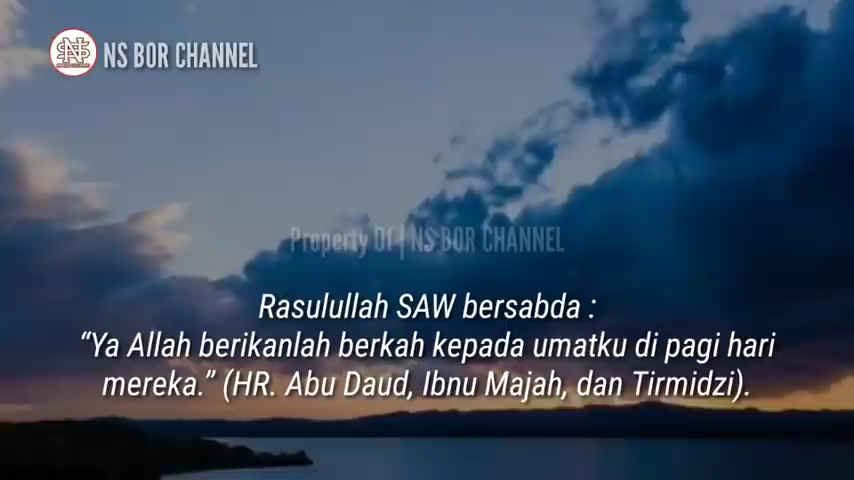 NS BOR CHANNEL
Property Of | NS BOR CHANNEL
Rasulullah SAW bersabda :
“Ya Allah berikanlah berkah kepada umatku di pagi hari
mereka.” (HR. Abu Daud, Ibnu Majah, dan Tirmidzi).